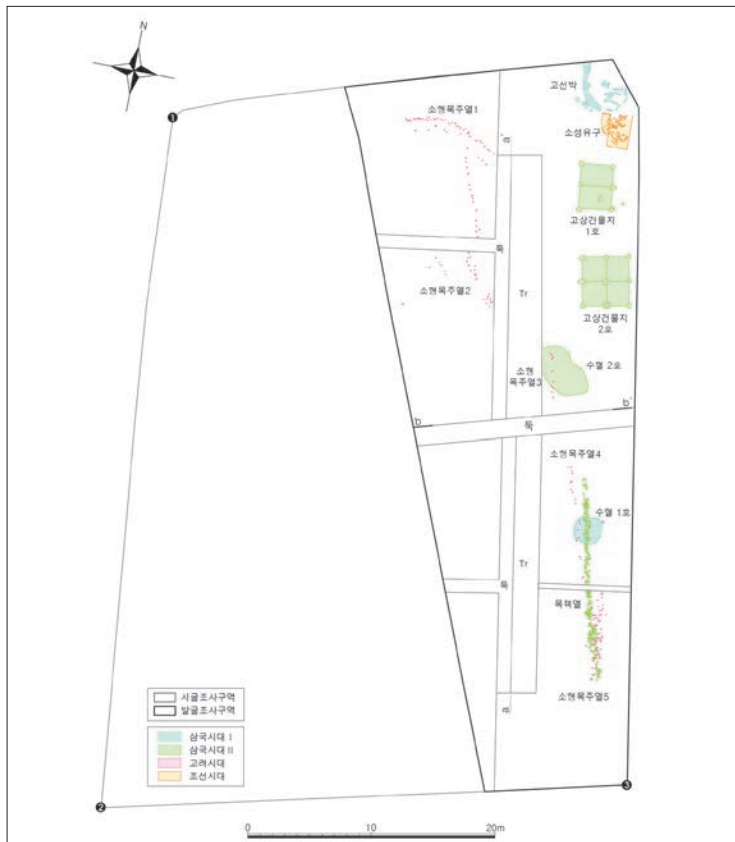 N
1
고선박
소형목주열1
소성유구
a'
고상건물지
1호
둑
소형목주열2
Tr
고상건물지
2호
수혈 2호
소형
목주열3
b
b'
둑
소형목주열4
수혈 1호
Tr
둑
목책열
소형목주열5
a
시굴조사구역
발굴조사구역
삼국시대 I
삼국시대 II
고려시대
조선시대
3
2
0
10
20m